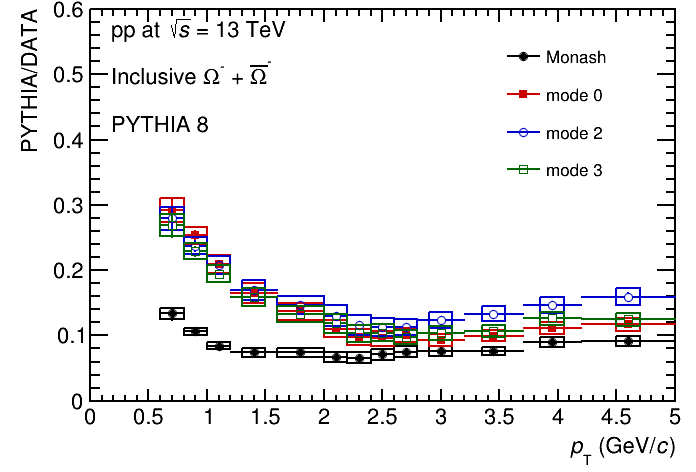 PYTHIA/DATA
0.6
0.5
0.4
0.3
0.2
0.1
0
pp at √s = 13 TeV
Inclusive Ω⁻ + Ω̅⁻
PYTHIA 8
Monash
mode 0
mode 2
mode 3
0 0.5 1 1.5 2 2.5 3 3.5 4 4.5 5
p_T (GeV/c)